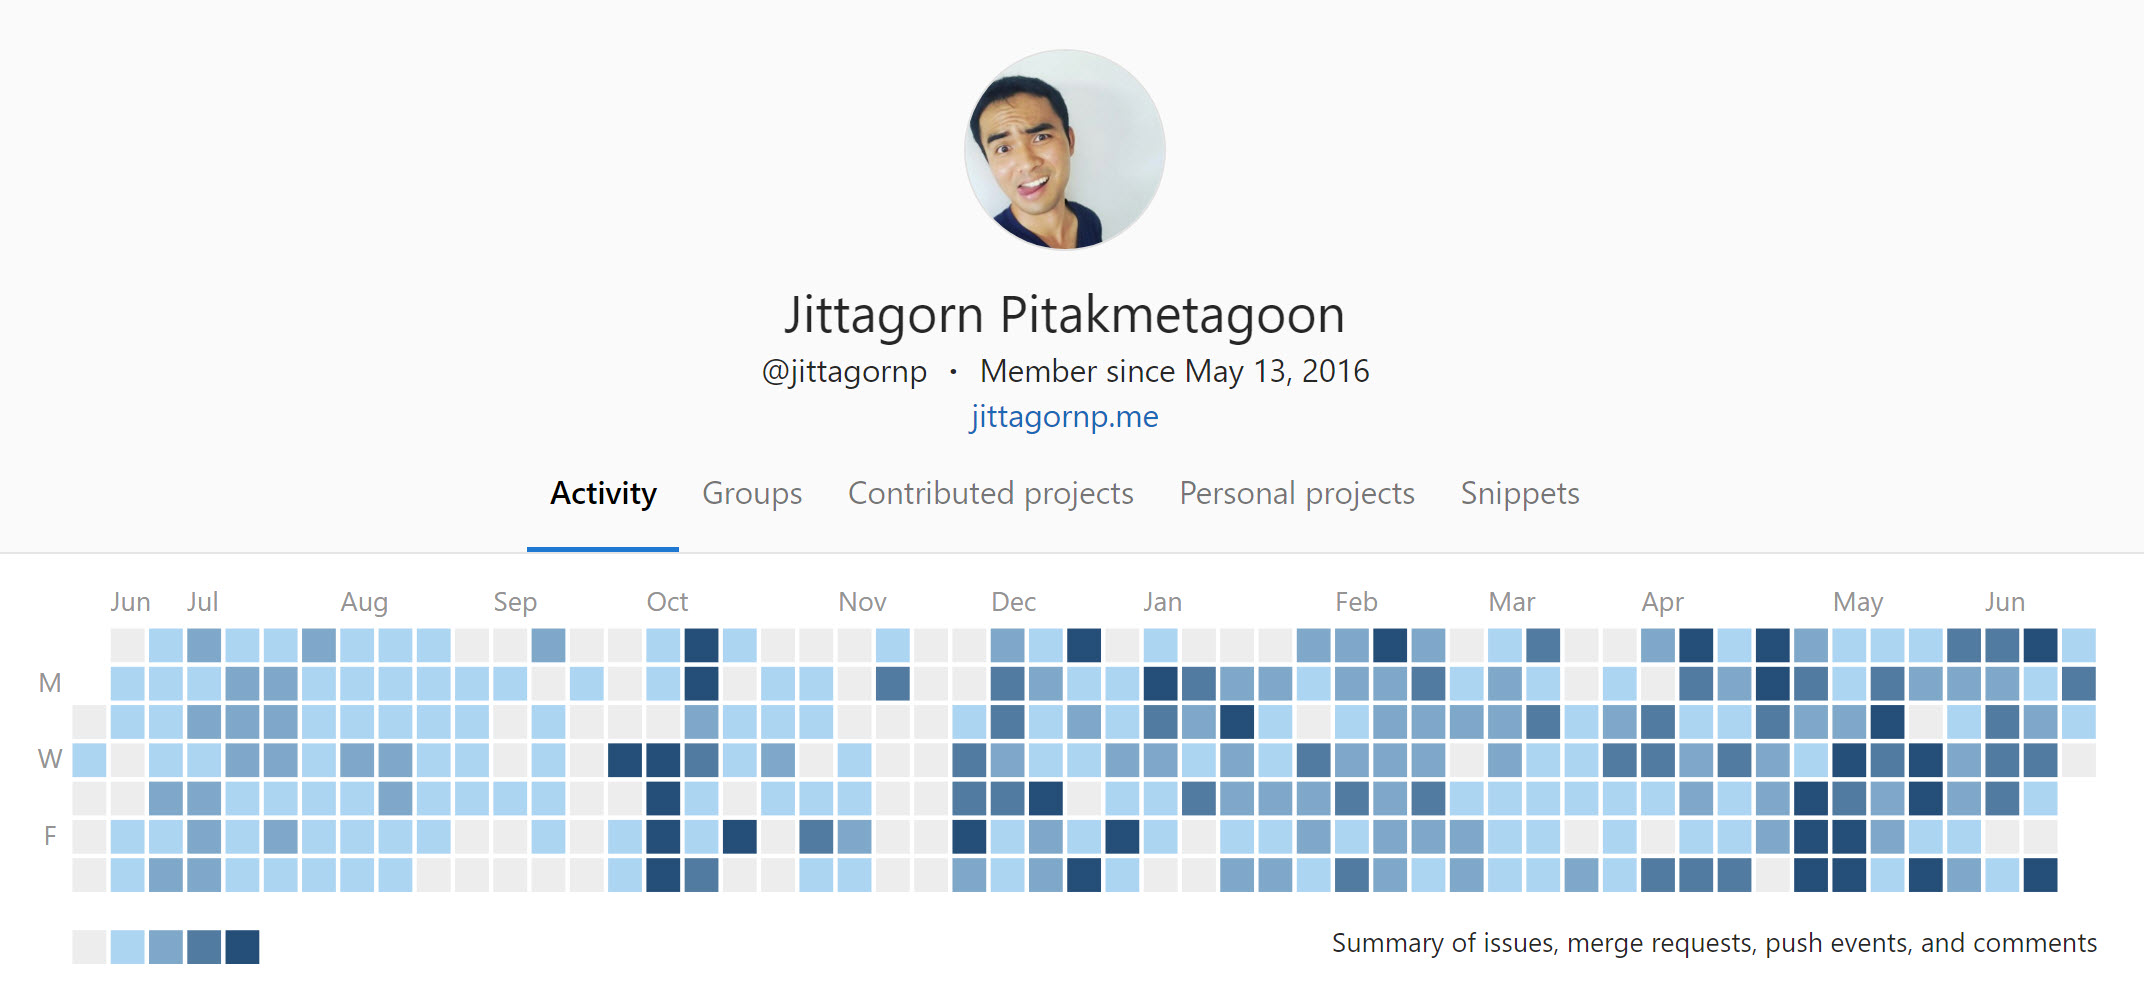 Jittagorn Pitakmetagoon
@jittagornp · Member since May 13, 2016
jittagornp.me
Activity Groups Contributed projects Personal projects Snippets
Jun Jul Aug Sep Oct Nov Dec Jan Feb Mar Apr May Jun
M
W
F
Summary of issues, merge requests, push events, and comments